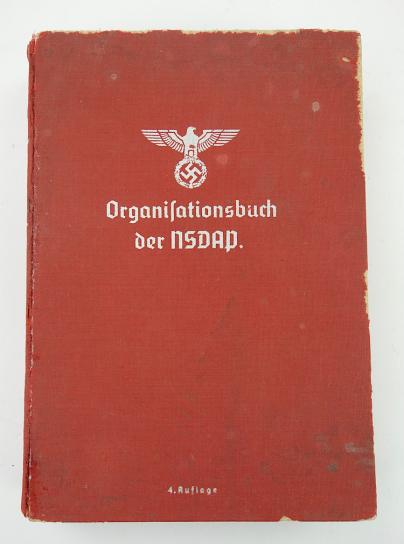 Organiſationsbuch
der NSDAP.
4. Auflage